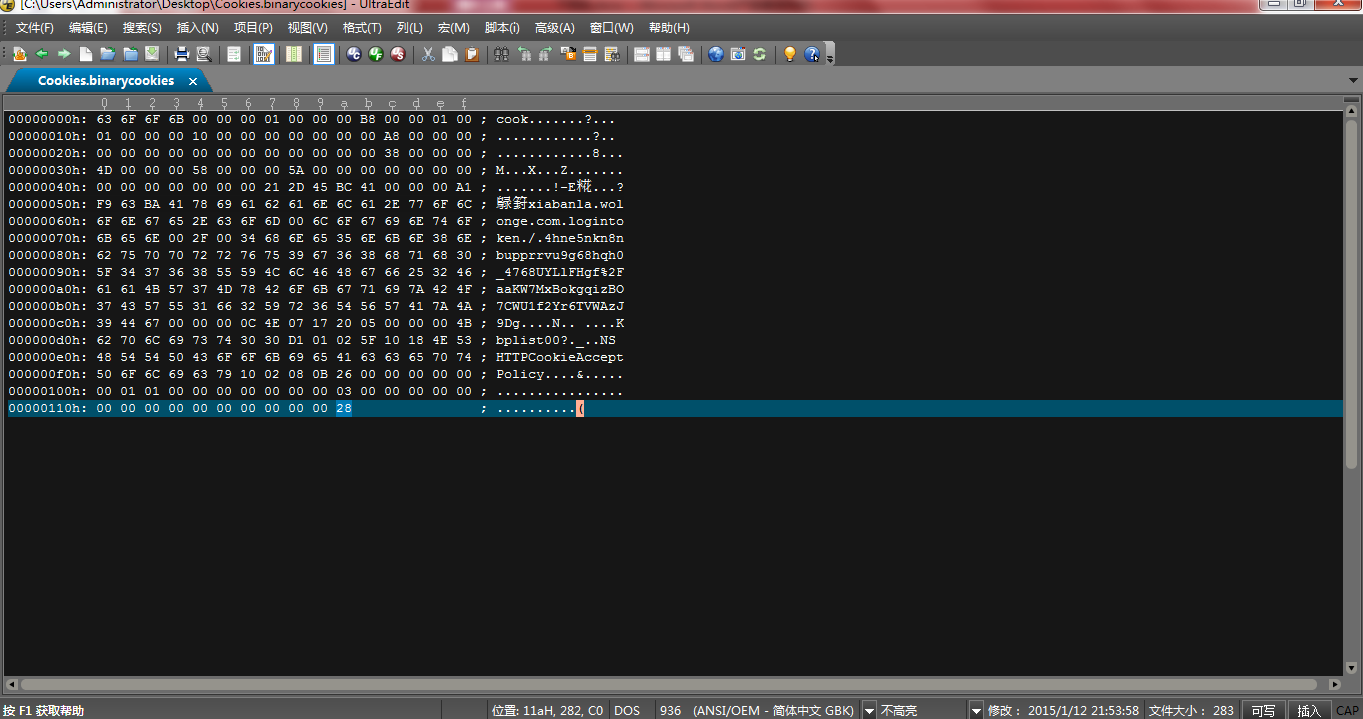 [C:\Users\Administrator\Desktop\Cookies.binarycookies] - UltraEdit
文件(F) 编辑(E) 搜索(S) 插入(N) 项目(P) 视图(V) 格式(T) 列(L) 宏(M) 脚本(i) 高级(A) 窗口(W) 帮助(H)
Cookies.binarycookies
0 1 2 3 4 5 6 7 8 9 a b c d e f
00000000h: 63 6F 6F 6B 00 00 00 01 00 00 00 B8 00 00 01 00 ; cook.......?...
00000010h: 01 00 00 00 10 00 00 00 00 00 00 00 A8 00 00 00 ; ............?..
00000020h: 00 00 00 00 00 00 00 00 00 00 00 00 38 00 00 00 ; ............8...
00000030h: 4D 00 00 00 58 00 00 00 5A 00 00 00 00 00 00 00 ; M...X...Z.......
00000040h: 00 00 00 00 00 00 00 21 2D 45 BC 41 00 00 00 A1 ; .......!-E糀...?
00000050h: F9 63 BA 41 78 69 61 62 61 6E 6C 61 2E 77 6F 6C ; xiabanla.wol
00000060h: 6F 6E 67 65 2E 63 6F 6D 00 6C 6F 67 69 6E 74 6F ; onge.com.loginto
00000070h: 6B 65 6E 00 2F 00 34 68 6E 65 35 6E 6B 6E 38 6E ; ken./.4hne5nkn8n
00000080h: 62 75 70 70 72 72 76 75 39 67 36 38 68 71 68 30 ; bupprrvu9g68hqh0
00000090h: 5F 34 37 36 38 55 59 4C 6C 46 48 67 66 25 32 46 ; _4768UYLlFHgf%2F
000000a0h: 61 61 4B 57 37 4D 78 42 6F 6B 67 71 69 7A 42 4F ; aaKW7MxBokgqizBO
000000b0h: 37 43 57 55 31 66 32 59 72 36 54 56 57 41 7A 4A ; 7CWU1f2Yr6TVWAzJ
000000c0h: 39 44 67 00 00 00 0C 4E 07 17 20 05 00 00 00 4B ; 9Dg....N.. ....K
000000d0h: 62 70 6C 69 73 74 30 30 D1 01 02 5F 10 18 4E 53 ; bplist00?._..NS
000000e0h: 48 54 54 50 43 6F 6F 6B 69 65 41 63 63 65 70 74 ; HTTPCookieAccept
000000f0h: 50 6F 6C 69 63 79 10 02 08 0B 26 00 00 00 00 00 ; Policy....&.....
00000100h: 00 01 01 00 00 00 00 00 00 00 03 00 00 00 00 00 ; ................
00000110h: 00 00 00 00 00 00 00 00 00 00 28 ; ..........(
按 F1 获取帮助 位置: 11aH, 282, C0 DOS 936 (ANSI/OEM - 简体中文 GBK) 不高亮 修改： 2015/1/12 21:53:58 文件大小： 283 可写 插入 CAP